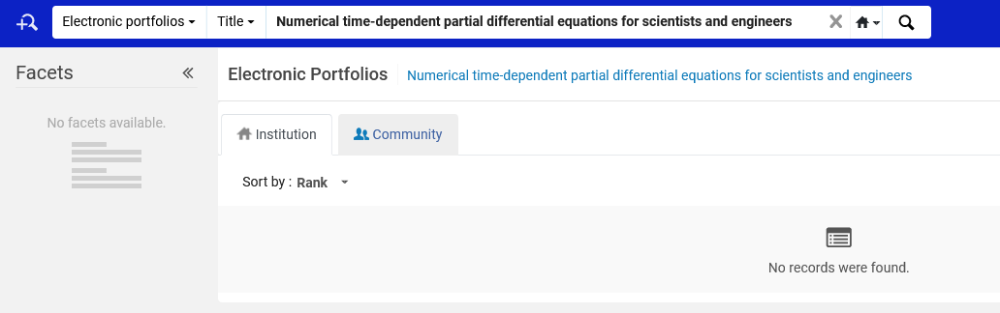 Electronic portfolios Title Numerical time-dependent partial differential equations for scientists and engineers
Facets
No facets available.
Electronic Portfolios Numerical time-dependent partial differential equations for scientists and engineers
Institution Community
Sort by : Rank
No records were found.